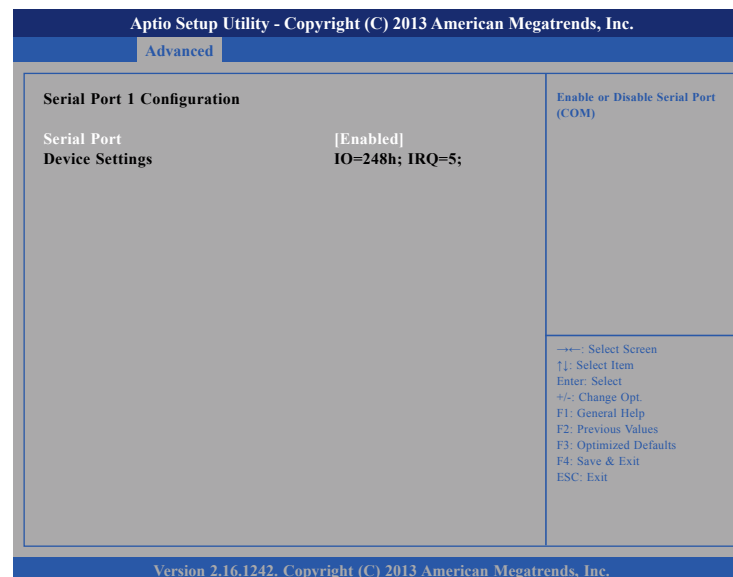 Aptio Setup Utility - Copyright (C) 2013 American Megatrends, Inc.
Advanced
Serial Port 1 Configuration
Serial Port [Enabled]
Device Settings IO=248h; IRQ=5;
Enable or Disable Serial Port
(COM)
→←: Select Screen
↑↓: Select Item
Enter: Select
+/-: Change Opt.
F1: General Help
F2: Previous Values
F3: Optimized Defaults
F4: Save & Exit
ESC: Exit
Version 2.16.1242. Copyright (C) 2013 American Megatrends, Inc.